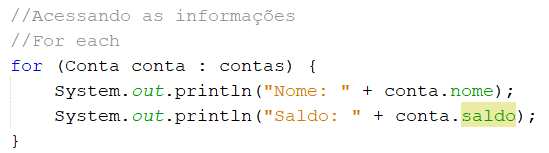 //Acessando as informações
//For each
for (Conta conta : contas) {
System.out.println("Nome: " + conta.nome);
System.out.println("Saldo: " + conta.saldo);
}